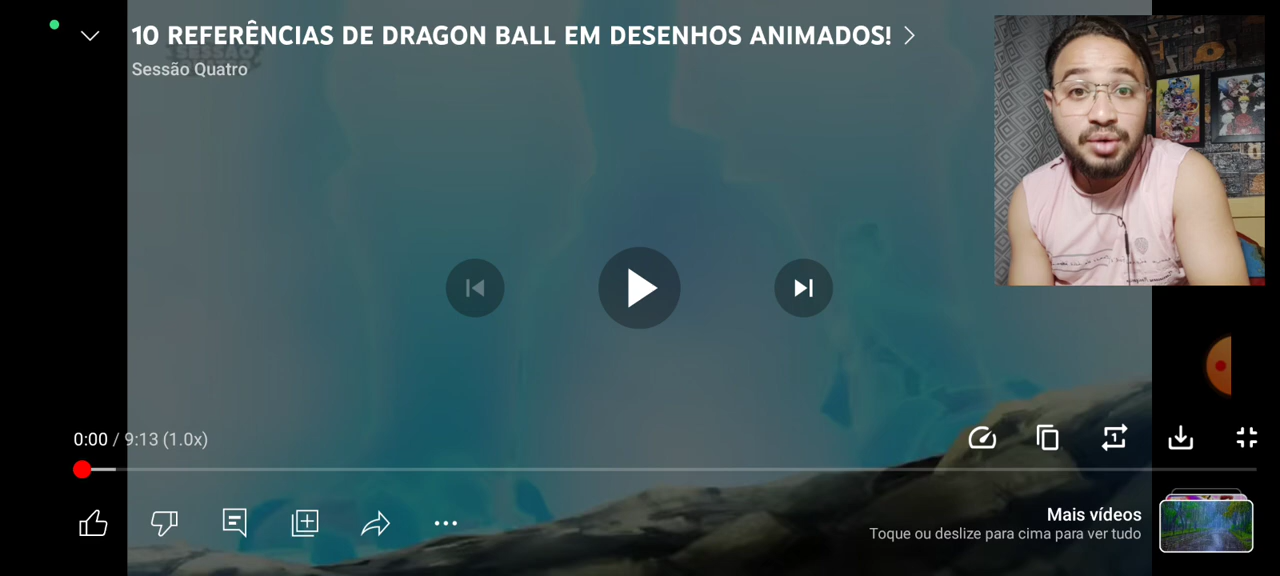 10 REFERÊNCIAS DE DRAGON BALL EM DESENHOS ANIMADOS!
Sessão Quatro
0:00 / 9:13 (1.0x)
1
Mais vídeos
Toque ou deslize para cima para ver tudo